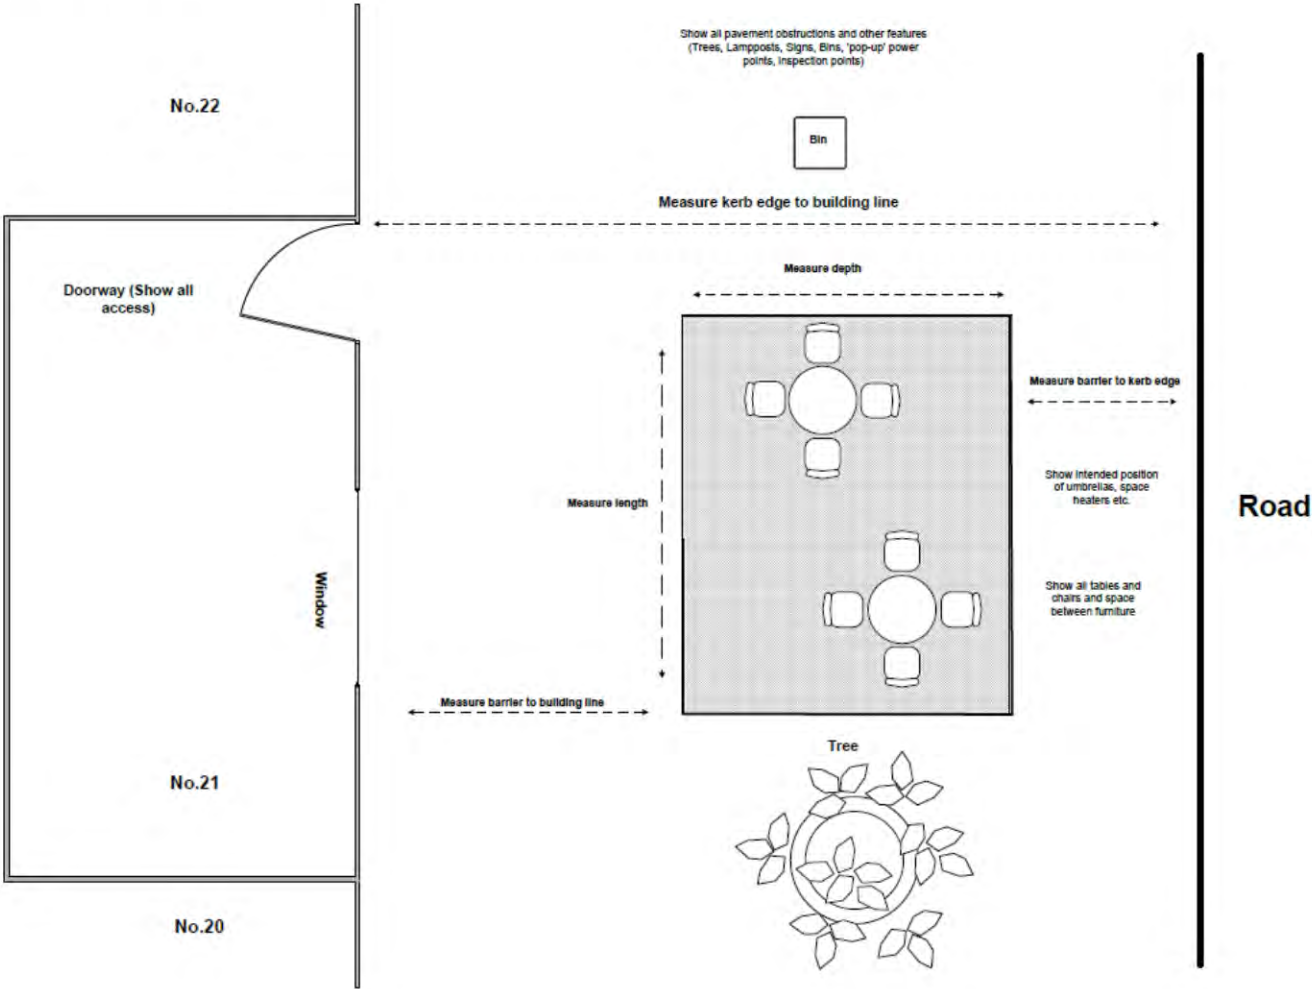 Show all pavement obstructions and other features
(Trees, Lampposts, Signs, Bins, 'pop-up' power
points, inspection points)
No.22
Bin
Measure kerb edge to building line
Measure depth
Doorway (Show all
access)
Measure barrier to kerb edge
Show intended position
of umbrellas, space
heaters etc.
Measure length
Road
Window
Show all tables and
chairs and space
between furniture
Measure barrier to building line
Tree
No.21
No.20